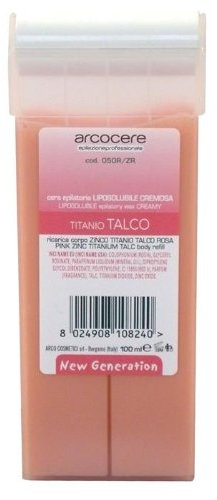 arcocere
epilazioneprofessionale
cod. 050R/ZR
cera epilatoria LIPOSOLUBILE CREMOSA
LIPOSOLUBLE epilatory wax CREAMY
TITANIO TALCO
ricarica corpo ZINCO TITANIO TALCO ROSA
PINK ZINC TITANIUM TALC body refill
8 024908 108240 >
ARCO COSMETICI srl - Bergamo (Italy) 100 ml e
New Generation